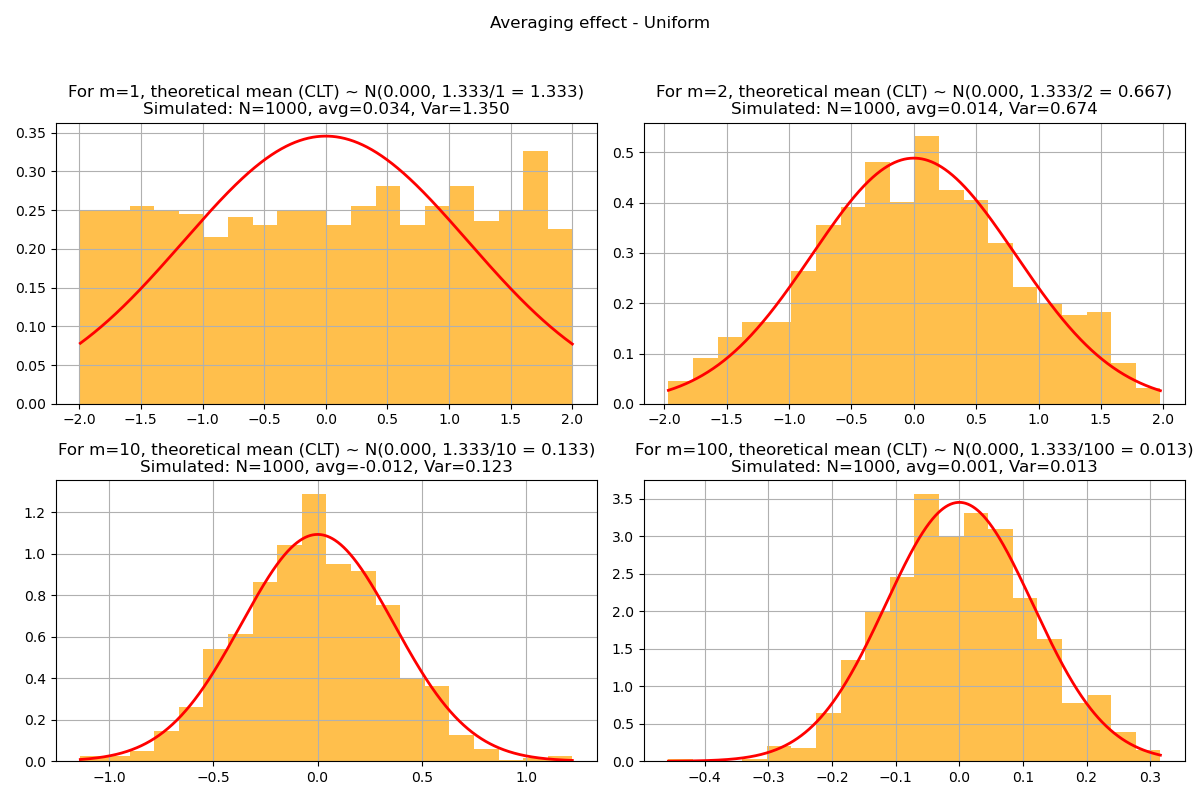 Averaging effect - Uniform
For m=1, theoretical mean (CLT) ~ N(0.000, 1.333/1 = 1.333)
Simulated: N=1000, avg=0.034, Var=1.350
0.35
0.30
0.25
0.20
0.15
0.10
0.05
0.00
−2.0 −1.5 −1.0 −0.5 0.0 0.5 1.0 1.5 2.0
For m=2, theoretical mean (CLT) ~ N(0.000, 1.333/2 = 0.667)
Simulated: N=1000, avg=0.014, Var=0.674
0.5
0.4
0.3
0.2
0.1
0.0
−2.0 −1.5 −1.0 −0.5 0.0 0.5 1.0 1.5 2.0
For m=10, theoretical mean (CLT) ~ N(0.000, 1.333/10 = 0.133)
Simulated: N=1000, avg=-0.012, Var=0.123
1.2
1.0
0.8
0.6
0.4
0.2
0.0
−1.0 −0.5 0.0 0.5 1.0
For m=100, theoretical mean (CLT) ~ N(0.000, 1.333/100 = 0.013)
Simulated: N=1000, avg=0.001, Var=0.013
3.5
3.0
2.5
2.0
1.5
1.0
0.5
0.0
−0.4 −0.3 −0.2 −0.1 0.0 0.1 0.2 0.3